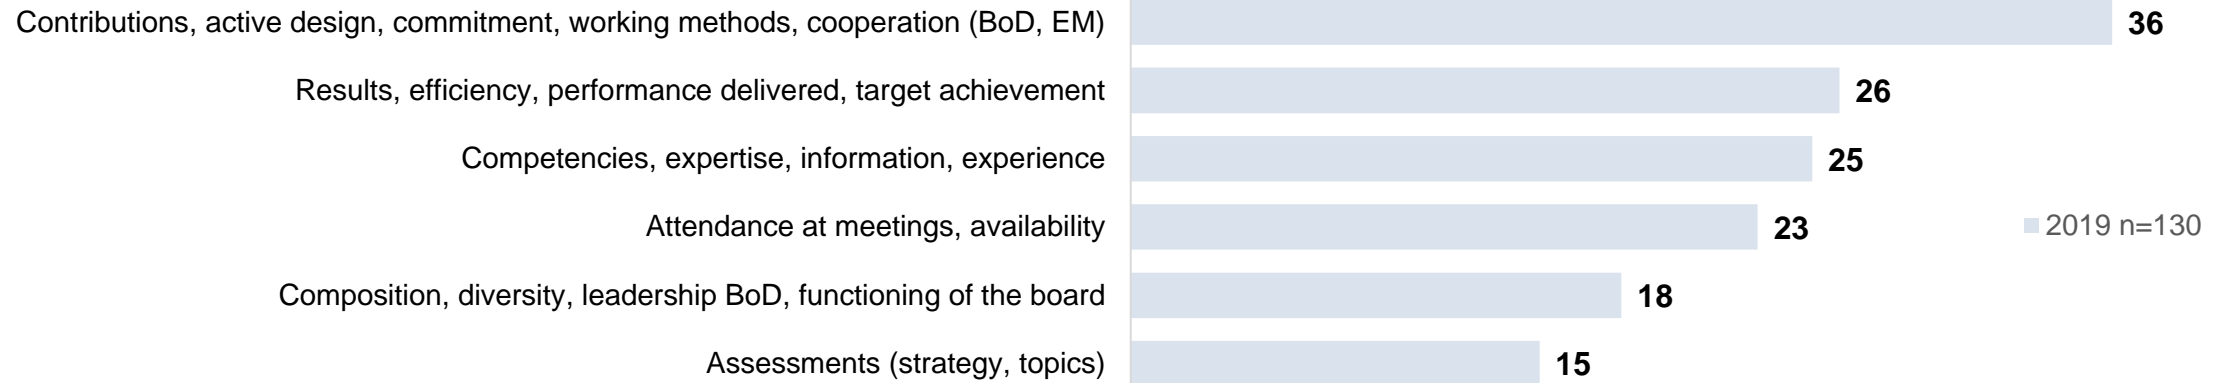 Contributions, active design, commitment, working methods, cooperation (BoD, EM) 36
Results, efficiency, performance delivered, target achievement 26
Competencies, expertise, information, experience 25
Attendance at meetings, availability 23
2019 n=130
Composition, diversity, leadership BoD, functioning of the board 18
Assessments (strategy, topics) 15